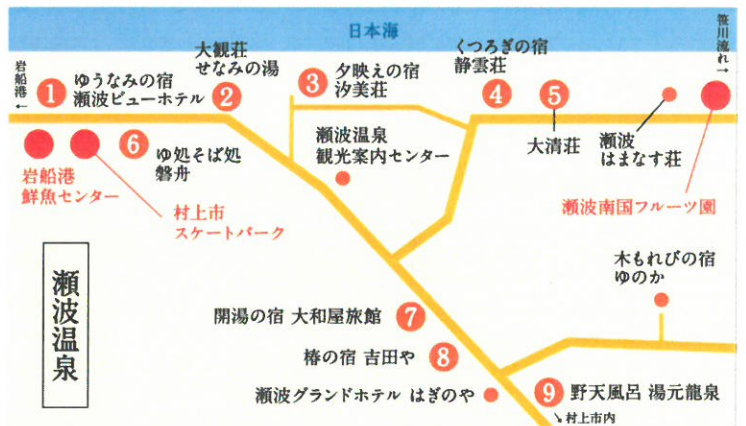 日本海
岩船港
←
笹川流れ
→
1
ゆうなみの宿
瀬波ビューホテル
大観荘
せなみの湯
2
3
夕映えの宿
汐美荘
くつろぎの宿
静雲荘
4
5
大清荘
瀬波
はまなす荘
瀬波南国フルーツ園
岩船港
鮮魚センター
村上市
スケートパーク
6
ゆ処そば処
磐舟
瀬波温泉
観光案内センター
瀬波温泉
木もれびの宿
ゆのか
開湯の宿 大和屋旅館
7
椿の宿 吉田や
8
瀬波グランドホテル はぎのや
9
野天風呂 湯元龍泉
↘村上市内